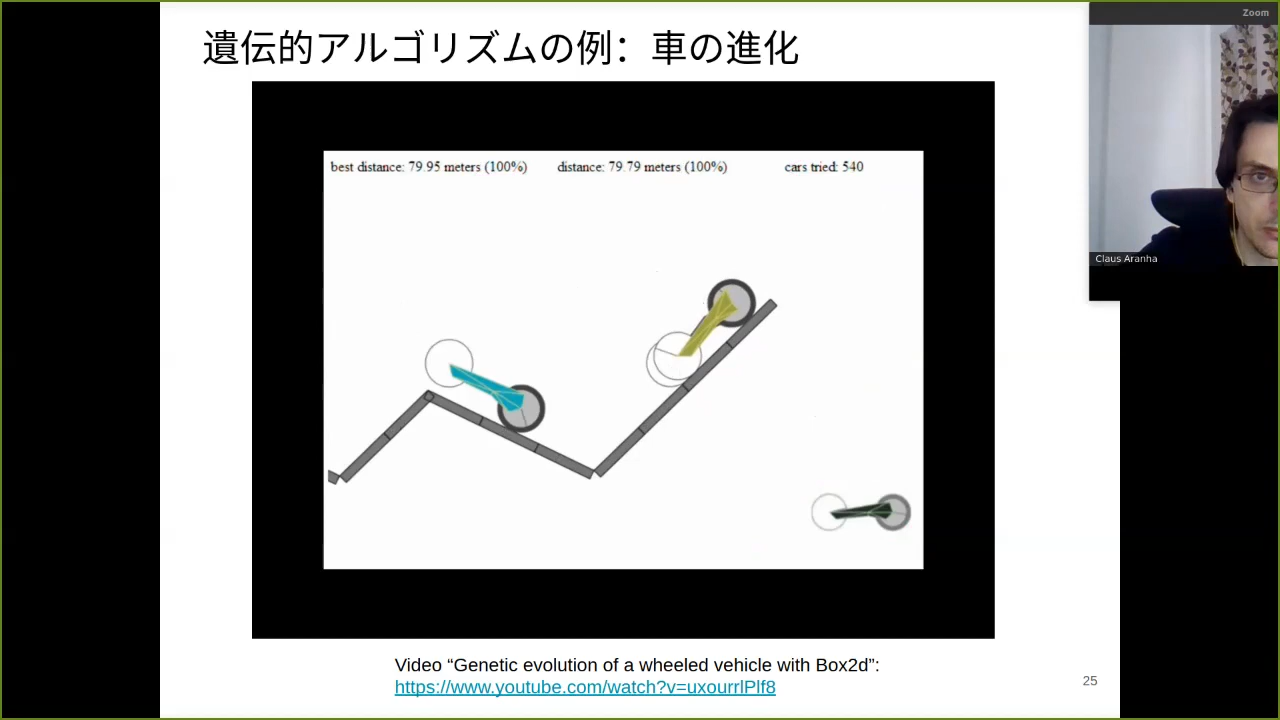 Zoom
遺伝的アルゴリズムの例：車の進化
best distance: 79.95 meters (100%) distance: 79.79 meters (100%) cars tried: 540
Claus Aranha
Video “Genetic evolution of a wheeled vehicle with Box2d”:
https://www.youtube.com/watch?v=uxourrlPlf8
25